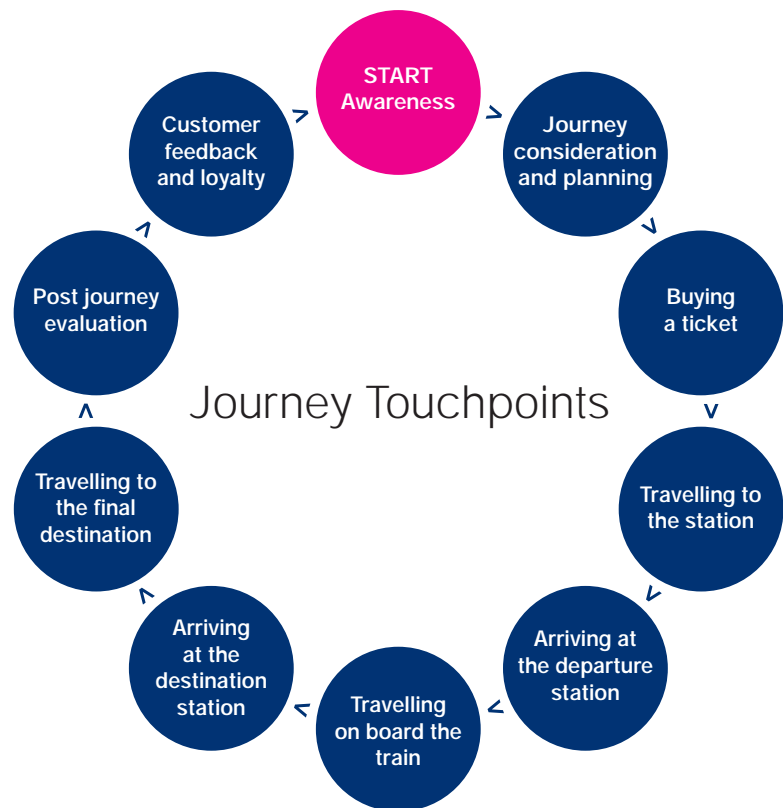 START
Awareness
Journey
consideration
and planning
Buying
a ticket
Travelling to
the station
Arriving at
the departure
station
Travelling
on board the
train
Arriving
at the
destination
station
Travelling to
the final
destination
Post journey
evaluation
Customer
feedback
and loyalty
Journey Touchpoints